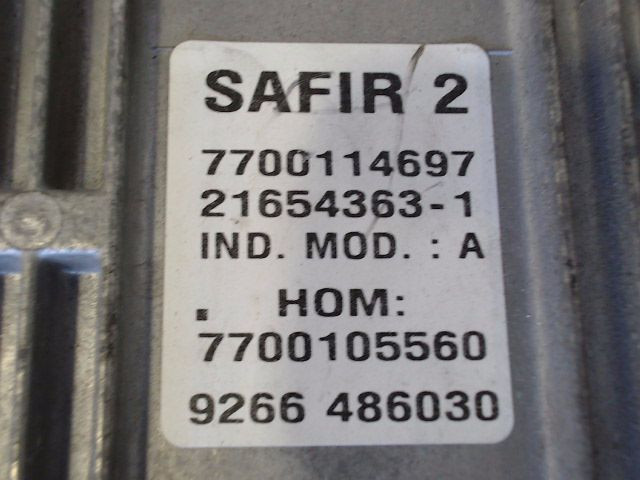 SAFIR 2
7700114697
21654363-1
IND. MOD. : A
. HOM:
7700105560
9266 486030